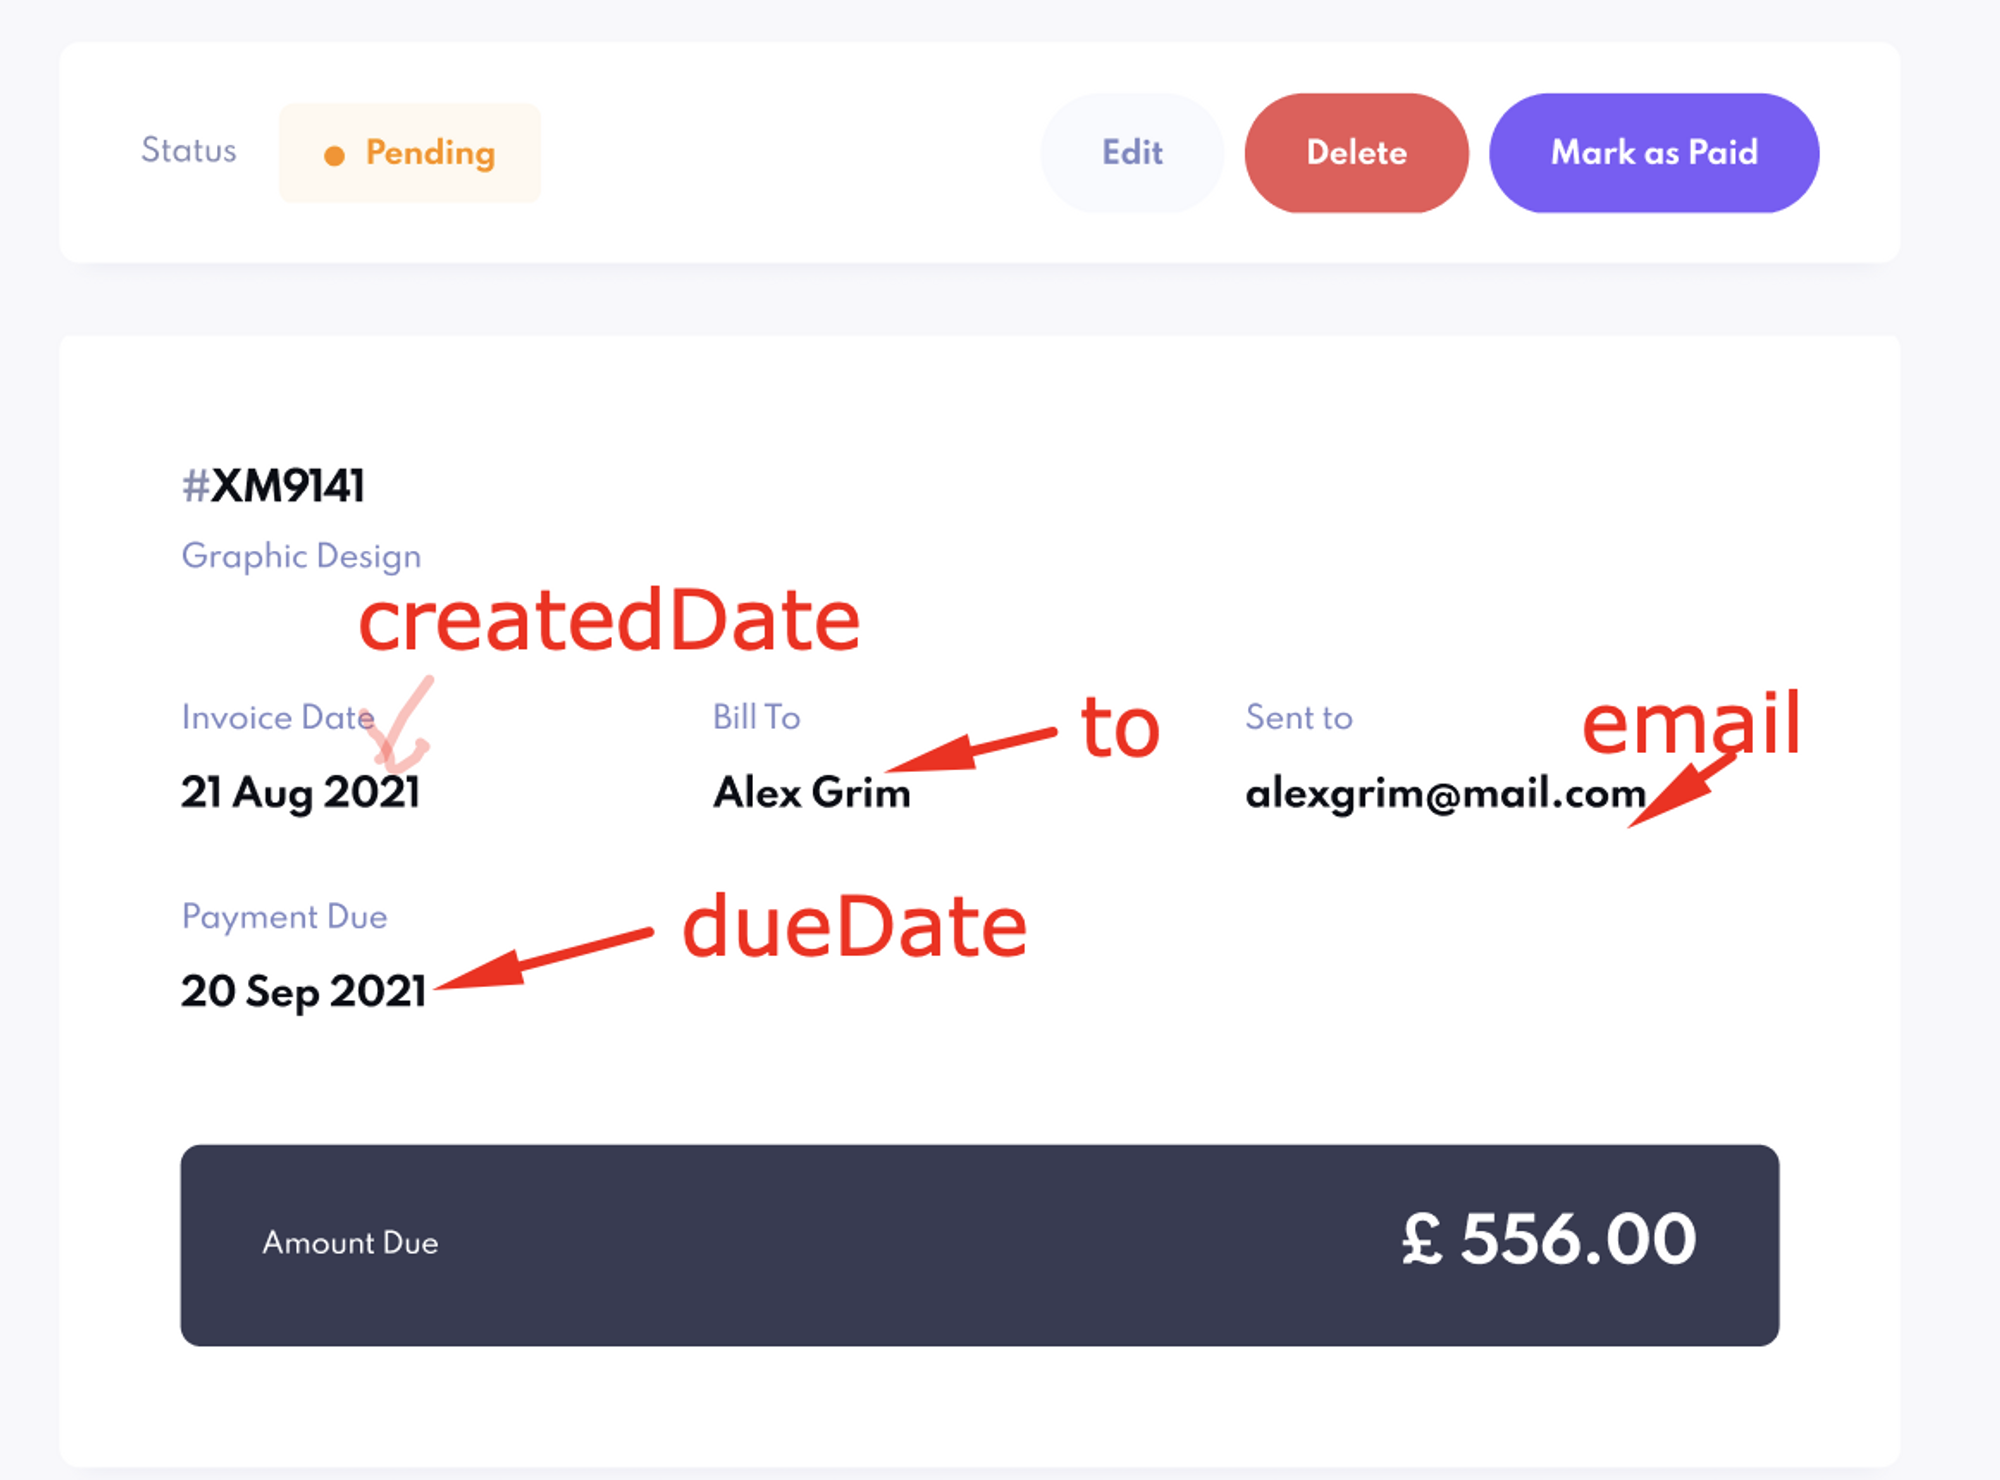 Status
Pending
Edit
Delete
Mark as Paid
#XM9141
Graphic Design
createdDate
Invoice Date
Bill To
to
Sent to
email
21 Aug 2021
Alex Grim
alexgrim@mail.com
Payment Due
dueDate
20 Sep 2021
Amount Due
£ 556.00